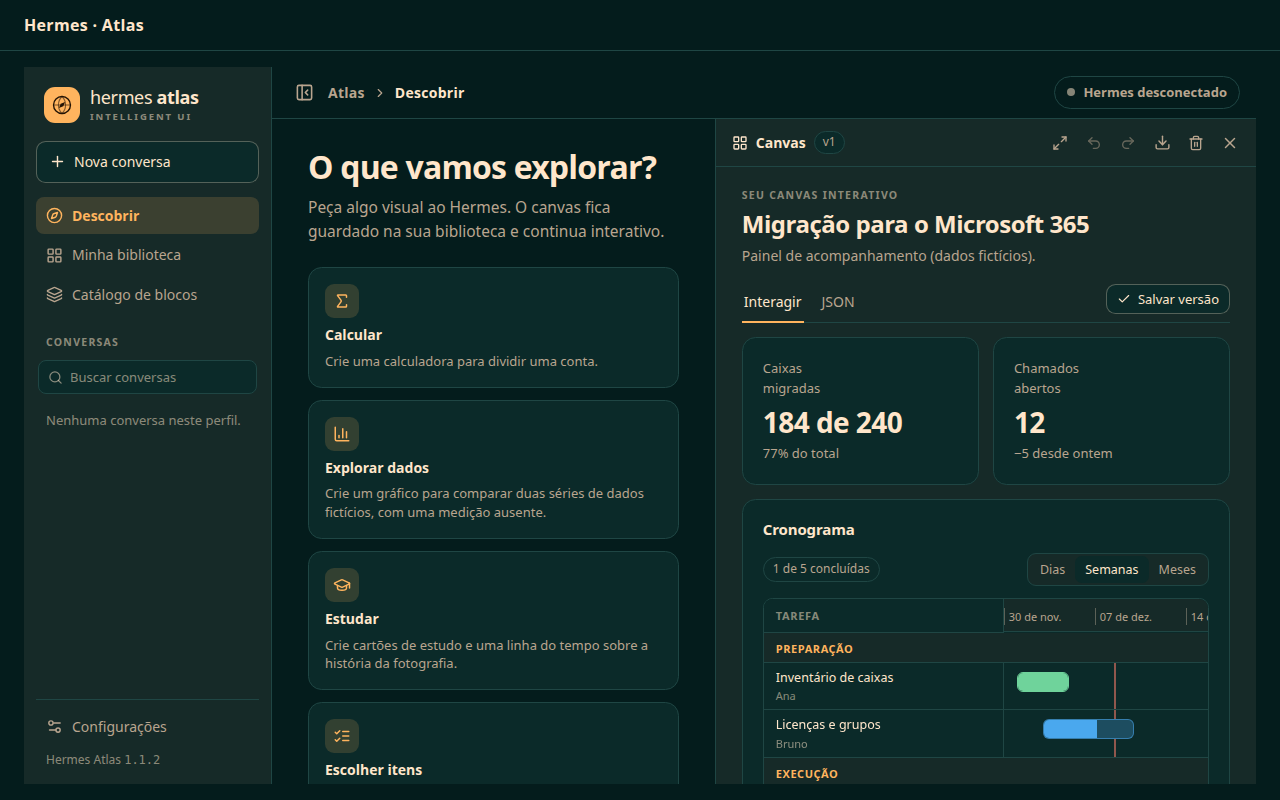 Hermes · Atlas
hermes atlas
INTELLIGENT UI
Nova conversa
Descobrir
Minha biblioteca
Catálogo de blocos
CONVERSAS
Buscar conversas
Nenhuma conversa neste perfil.
Configurações
Hermes Atlas 1.1.2
Atlas > Descobrir
Hermes desconectado
O que vamos explorar?
Peça algo visual ao Hermes. O canvas fica
guardado na sua biblioteca e continua interativo.
Calcular
Crie uma calculadora para dividir uma conta.
Explorar dados
Crie um gráfico para comparar duas séries de dados
fictícios, com uma medição ausente.
Estudar
Crie cartões de estudo e uma linha do tempo sobre a
história da fotografia.
Escolher itens
Canvas v1
SEU CANVAS INTERATIVO
Migração para o Microsoft 365
Painel de acompanhamento (dados fictícios).
Interagir JSON
Salvar versão
Caixas
migradas
184 de 240
77% do total
Chamados
abertos
12
−5 desde ontem
Cronograma
1 de 5 concluídas
Dias Semanas Meses
TAREFA 30 de nov. 07 de dez. 14
PREPARAÇÃO
Inventário de caixas
Ana
Licenças e grupos
Bruno
EXECUÇÃO